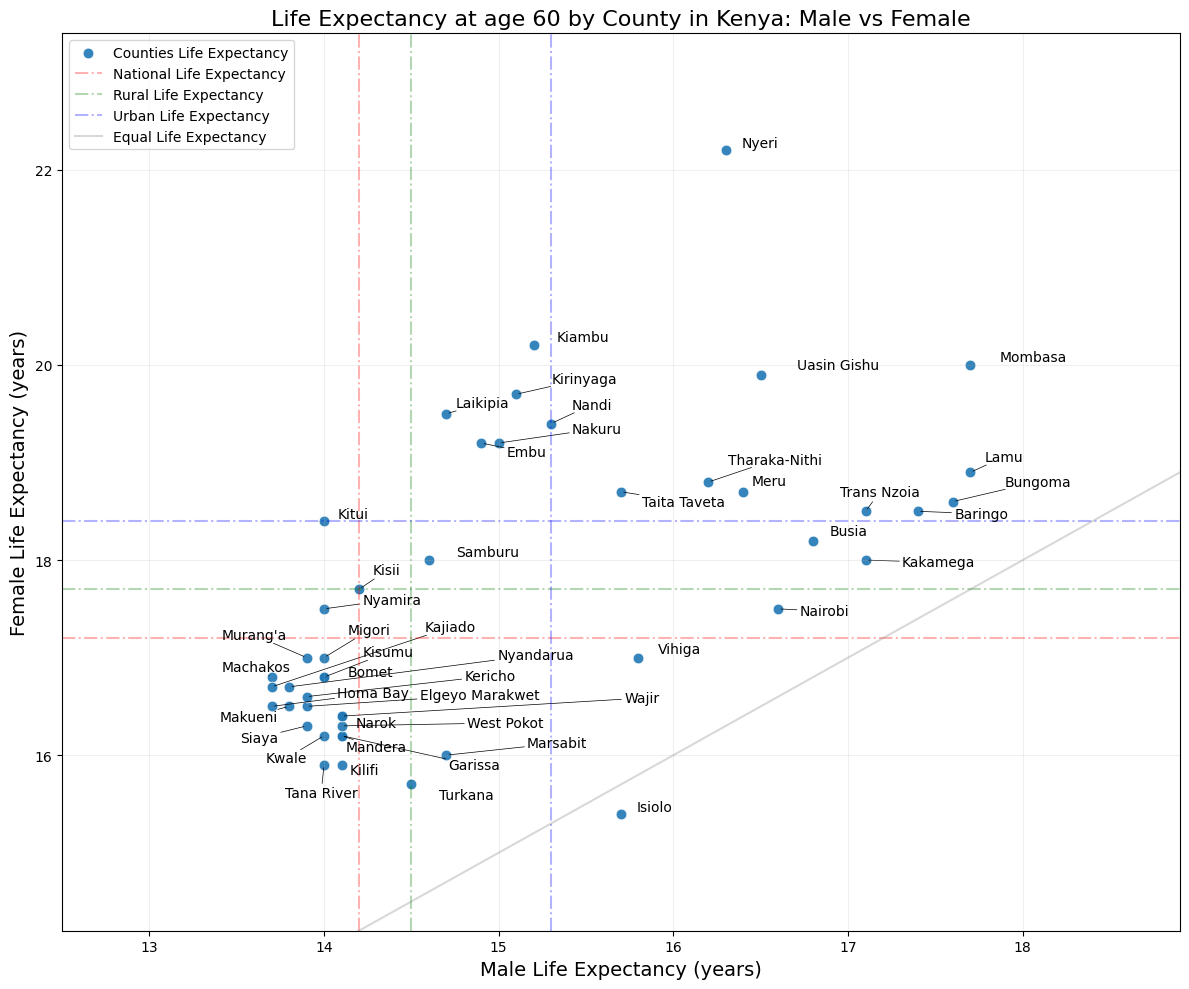 Life Expectancy at age 60 by County in Kenya: Male vs Female
Counties Life Expectancy
National Life Expectancy
Rural Life Expectancy
Urban Life Expectancy
Equal Life Expectancy
Female Life Expectancy (years)
22
20
18
16
Nyeri
Kiambu
Mombasa
Uasin Gishu
Kirinyaga
Laikipia
Nandi
Nakuru
Embu
Tharaka-Nithi
Lamu
Meru
Bungoma
Trans Nzoia
Taita Taveta
Baringo
Kitui
Busia
Samburu
Kakamega
Kisii
Nyamira
Nairobi
Murang'a
Migori
Kajiado
Kisumu
Nyandarua
Vihiga
Machakos
Bomet
Kericho
Homa Bay
Elgeyo Marakwet
Wajir
Makueni
Narok
West Pokot
Siaya
Mandera
Marsabit
Kwale
Garissa
Kilifi
Tana River
Turkana
Isiolo
13
14
15
16
17
18
Male Life Expectancy (years)